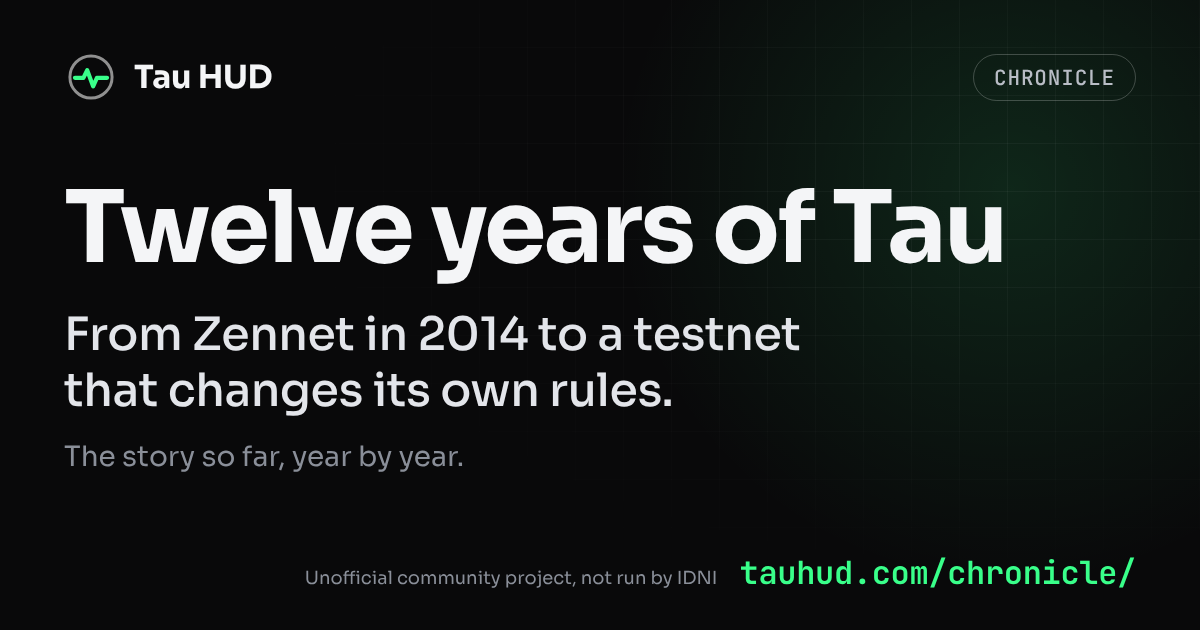 Tau HUD
CHRONICLE
Twelve years of Tau
From Zennet in 2014 to a testnet
that changes its own rules.
The story so far, year by year.
Unofficial community project, not run by IDNI
tauhud.com/chronicle/